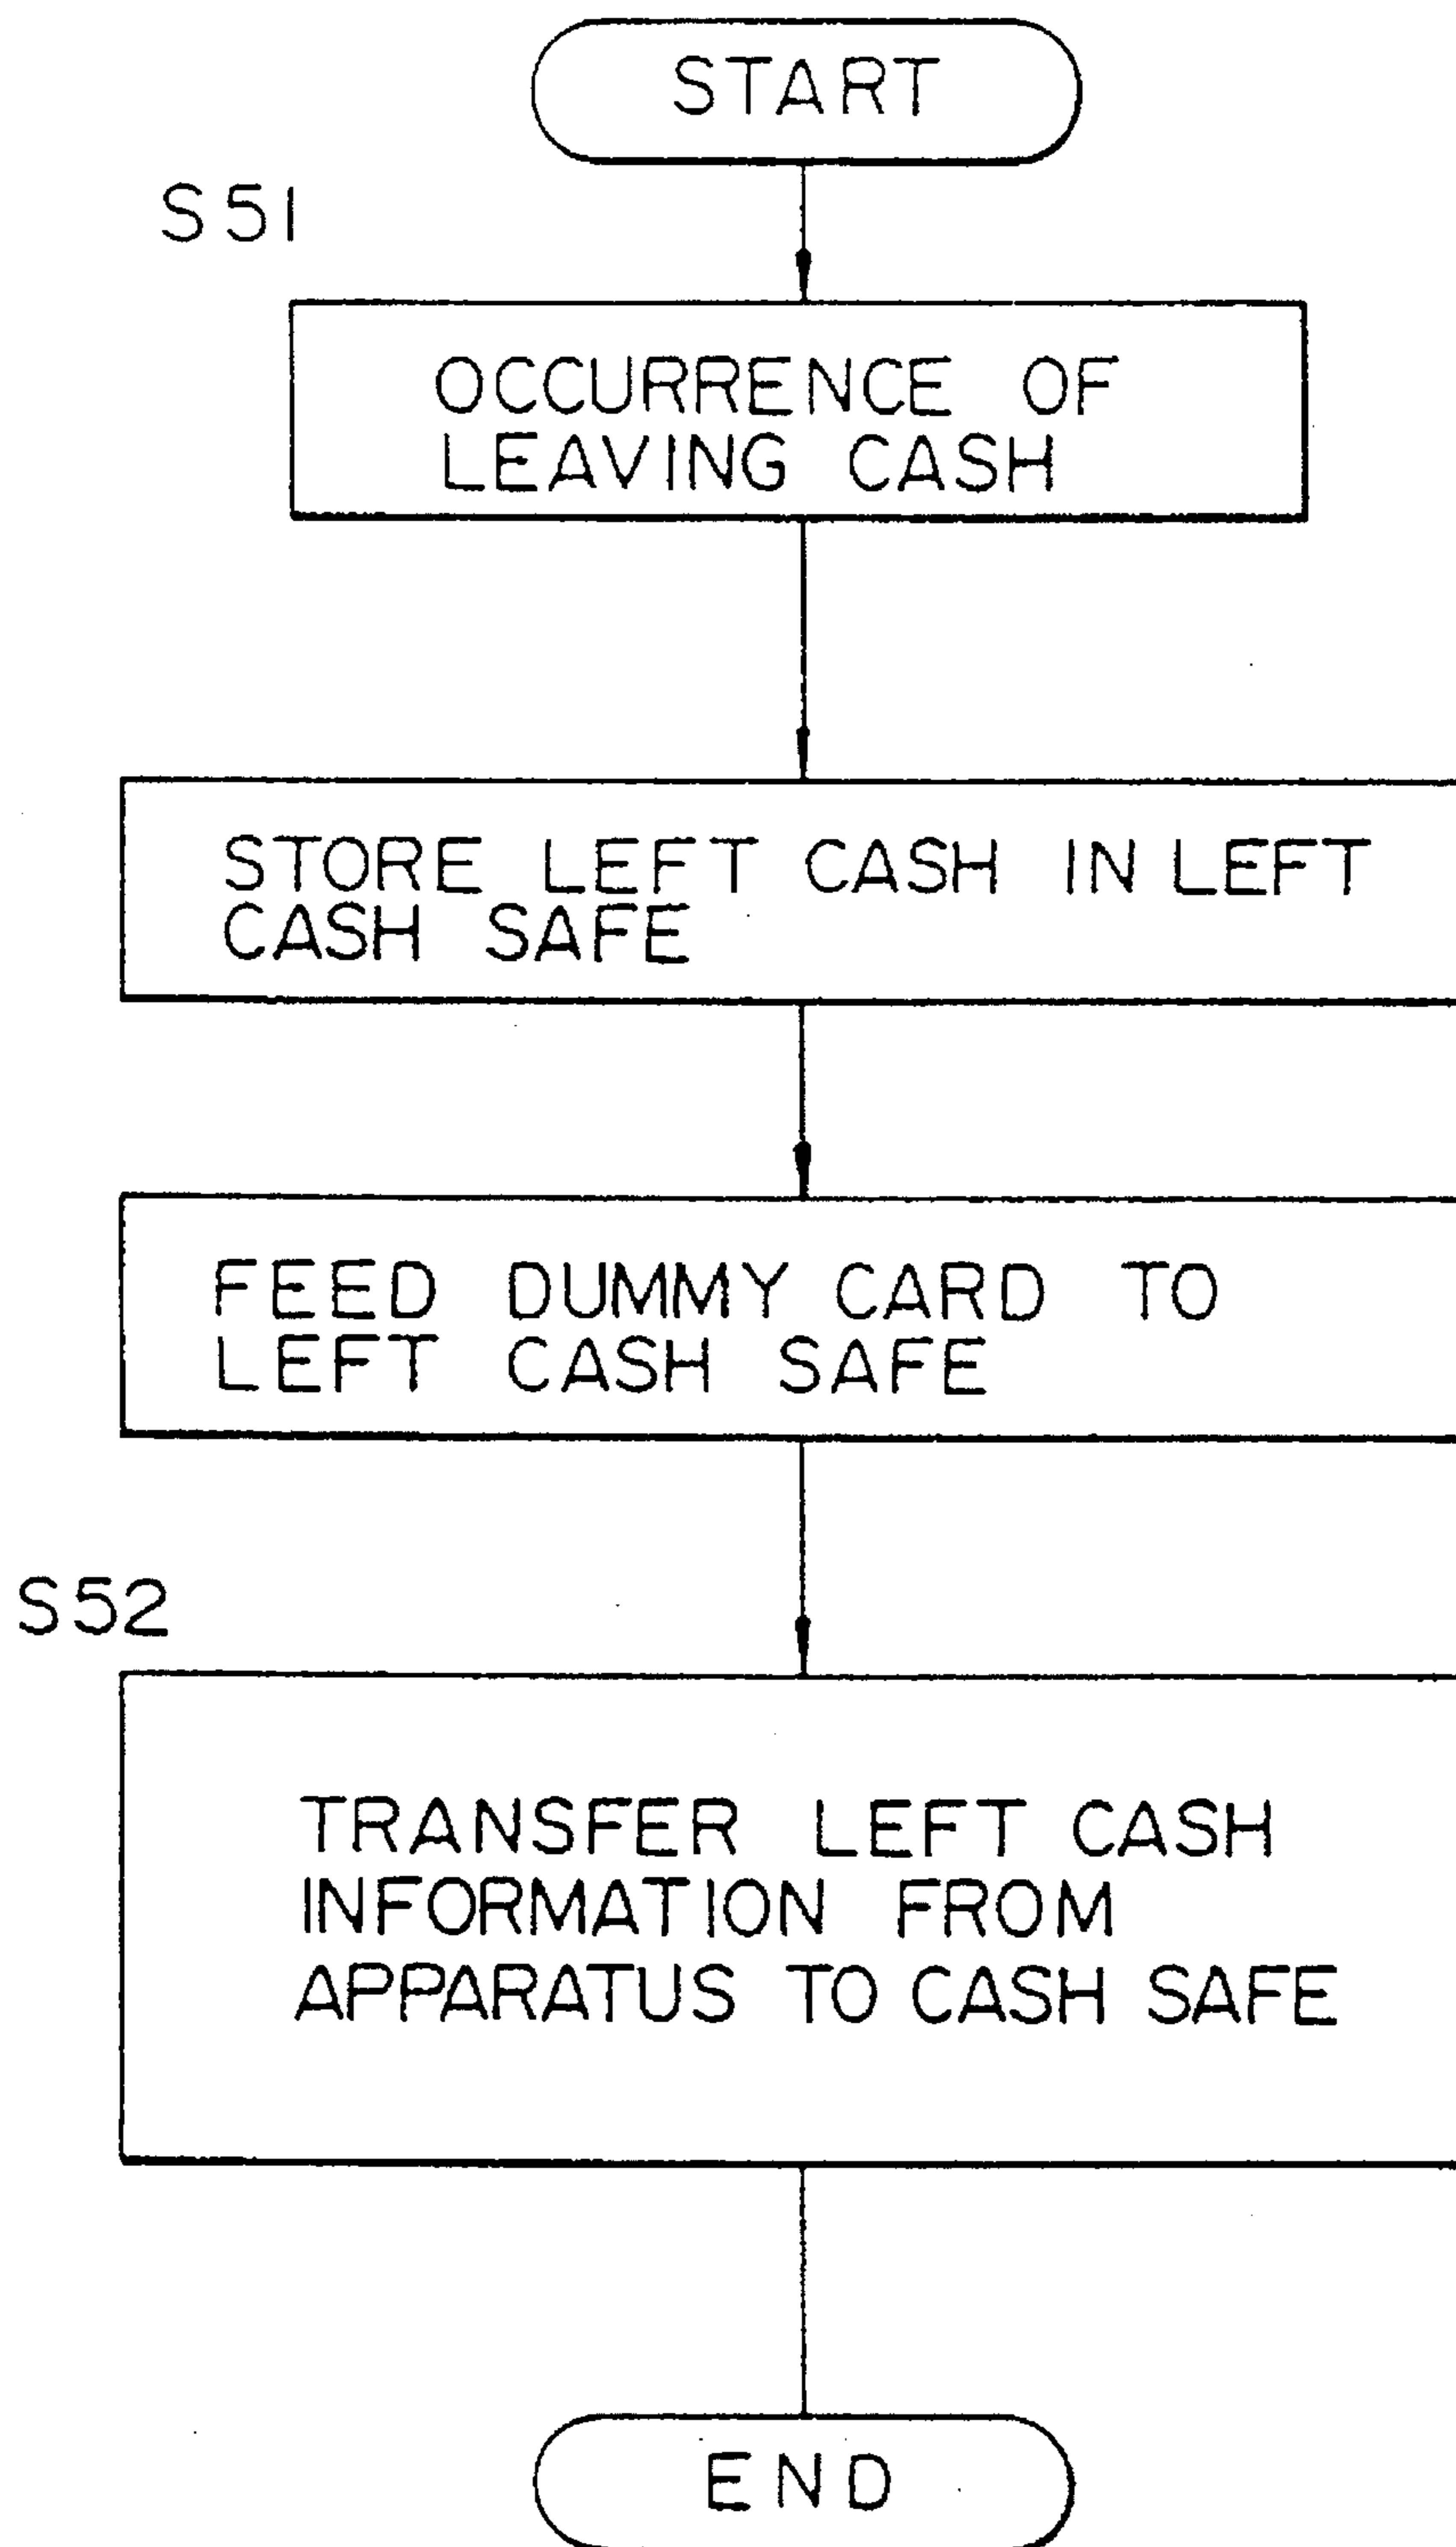 START
S51
OCCURRENCE OF
LEAVING CASH
STORE LEFT CASH IN LEFT
CASH SAFE
FEED DUMMY CARD TO
LEFT CASH SAFE
S52
TRANSFER LEFT CASH
INFORMATION FROM
APPARATUS TO CASH SAFE
END